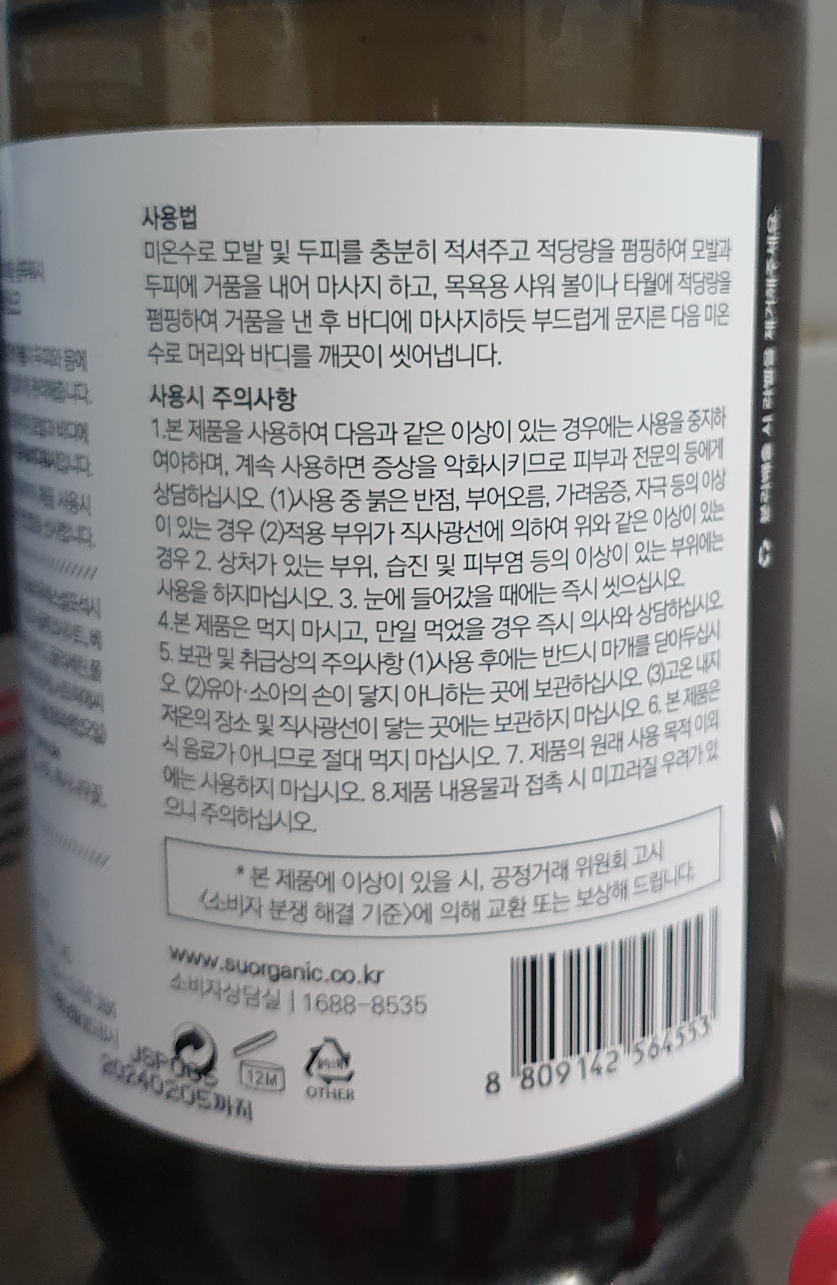 사용법
미온수로 모발 및 두피를 충분히 적셔주고 적당량을 펌핑하여 모발과
두피에 거품을 내어 마사지 하고, 목욕용 샤워 볼이나 타월에 적당량을
펌핑하여 거품을 낸 후 바디에 마사지하듯 부드럽게 문지른 다음 미온
수로 머리와 바디를 깨끗이 씻어냅니다.
사용시 주의사항
1.본 제품을 사용하여 다음과 같은 이상이 있는 경우에는 사용을 중지하
여야하며, 계속 사용하면 증상을 악화시키므로 피부과 전문의 등에게
상담하십시오. (1)사용 중 붉은 반점, 부어오름, 가려움증, 자극 등의 이상
이 있는 경우 (2)적용 부위가 직사광선에 의하여 위와 같은 이상이 있는
경우 2. 상처가 있는 부위, 습진 및 피부염 등의 이상이 있는 부위에는
사용을 하지마십시오. 3. 눈에 들어갔을 때에는 즉시 씻으십시오.
4.본 제품은 먹지 마시고, 만일 먹었을 경우 즉시 의사와 상담하십시오.
5. 보관 및 취급상의 주의사항 (1)사용 후에는 반드시 마개를 닫아두십시
오. (2)유아·소아의 손이 닿지 아니하는 곳에 보관하십시오. (3)고온 내지
저온의 장소 및 직사광선이 닿는 곳에는 보관하지 마십시오. 6. 본 제품은
식 음료가 아니므로 절대 먹지 마십시오. 7. 제품의 원래 사용 목적 이외
에는 사용하지 마십시오. 8.제품 내용물과 접촉 시 미끄러질 우려가 있
으니 주의하십시오.
* 본 제품에 이상이 있을 시, 공정거래 위원회 고시
〈소비자 분쟁 해결 기준〉에 의해 교환 또는 보상해 드립니다.
www.suorganic.co.kr
소비자상담실 | 1688-8535
12M
OTHER
20240205까지
8 809142 564553